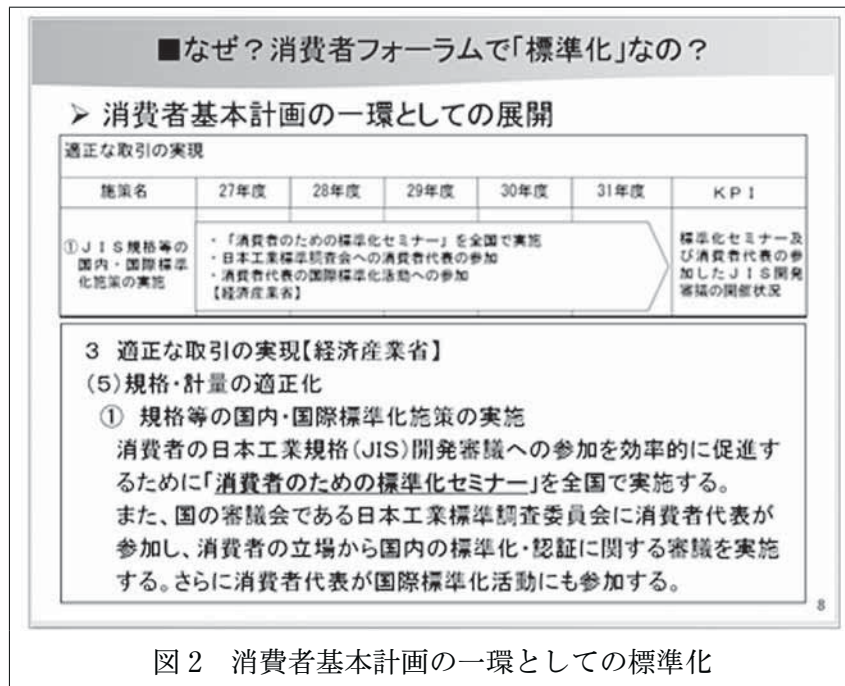 ■なぜ？消費者フォーラムで「標準化」なの？
➢ 消費者基本計画の一環としての展開
適正な取引の実現
施策名 27年度 28年度 29年度 30年度 31年度 ＫＰＩ
①ＪＩＳ規格等の
国内・国際標準
化施策の実施
・「消費者のための標準化セミナー」を全国で実施
・日本工業標準調査会への消費者代表の参加
・消費者代表の国際標準化活動への参加
【経済産業省】
標準化セミナー及
び消費者代表の参
加したＪＩＳ開発
審議の開催状況
３ 適正な取引の実現【経済産業省】
(５)規格・計量の適正化
① 規格等の国内・国際標準化施策の実施
消費者の日本工業規格(JIS)開発審議への参加を効率的に促進す
るために「消費者のための標準化セミナー」を全国で実施する。
また、国の審議会である日本工業標準調査委員会に消費者代表が
参加し、消費者の立場から国内の標準化・認証に関する審議を実施
する。さらに消費者代表が国際標準化活動にも参加する。
8
図２ 消費者基本計画の一環としての標準化